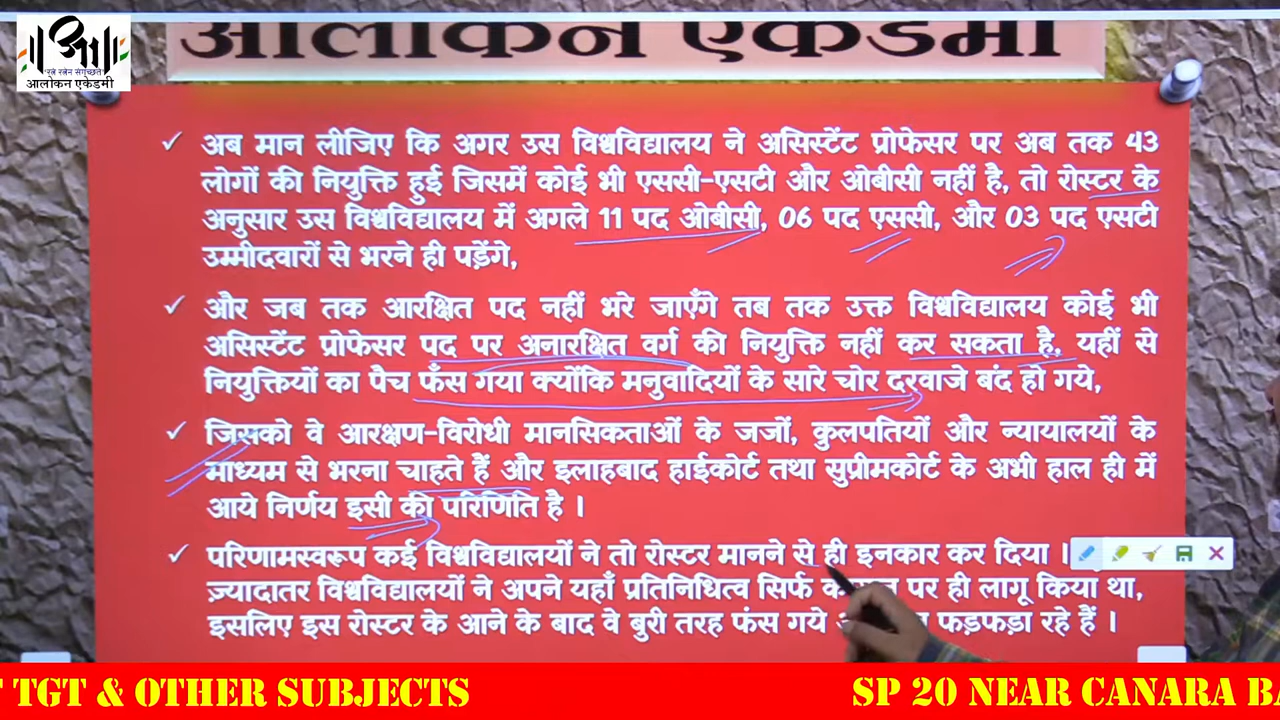 आलोकन एकेडमी
आ
रत्ने रत्नेन संगच्छते
आलोकन एकेडमी
✓ अब मान लीजिए कि अगर उस विश्वविद्यालय ने असिस्टेंट प्रोफेसर पर अब तक 43
लोगों की नियुक्ति हुई जिसमें कोई भी एससी-एसटी और ओबीसी नहीं है, तो रोस्टर के
अनुसार उस विश्वविद्यालय में अगले 11 पद ओबीसी, 06 पद एससी, और 03 पद एसटी
उम्मीदवारों से भरने ही पड़ेंगे,
✓ और जब तक आरक्षित पद नहीं भरे जाएँगे तब तक उक्त विश्वविद्यालय कोई भी
असिस्टेंट प्रोफेसर पद पर अनारक्षित वर्ग की नियुक्ति नहीं कर सकता है, यहीं से
नियुक्तियों का पैच फँस गया क्योंकि मनुवादियों के सारे चोर दरवाजे बंद हो गये,
✓ जिसको वे आरक्षण-विरोधी मानसिकताओं के जजों, कुलपतियों और न्यायालयों के
माध्यम से भरना चाहते हैं और इलाहबाद हाईकोर्ट तथा सुप्रीमकोर्ट के अभी हाल ही में
आये निर्णय इसी की परिणिति है ।
✓ परिणामस्वरूप कई विश्वविद्यालयों ने तो रोस्टर मानने से ही इनकार कर दिया ।
ज़्यादातर विश्वविद्यालयों ने अपने यहाँ प्रतिनिधित्व सिर्फ पर ही लागू किया था,
इसलिए इस रोस्टर के आने के बाद वे बुरी तरह फंस गये फड़फड़ा रहे हैं ।
TGT & OTHER SUBJECTS
SP 20 NEAR CANARA